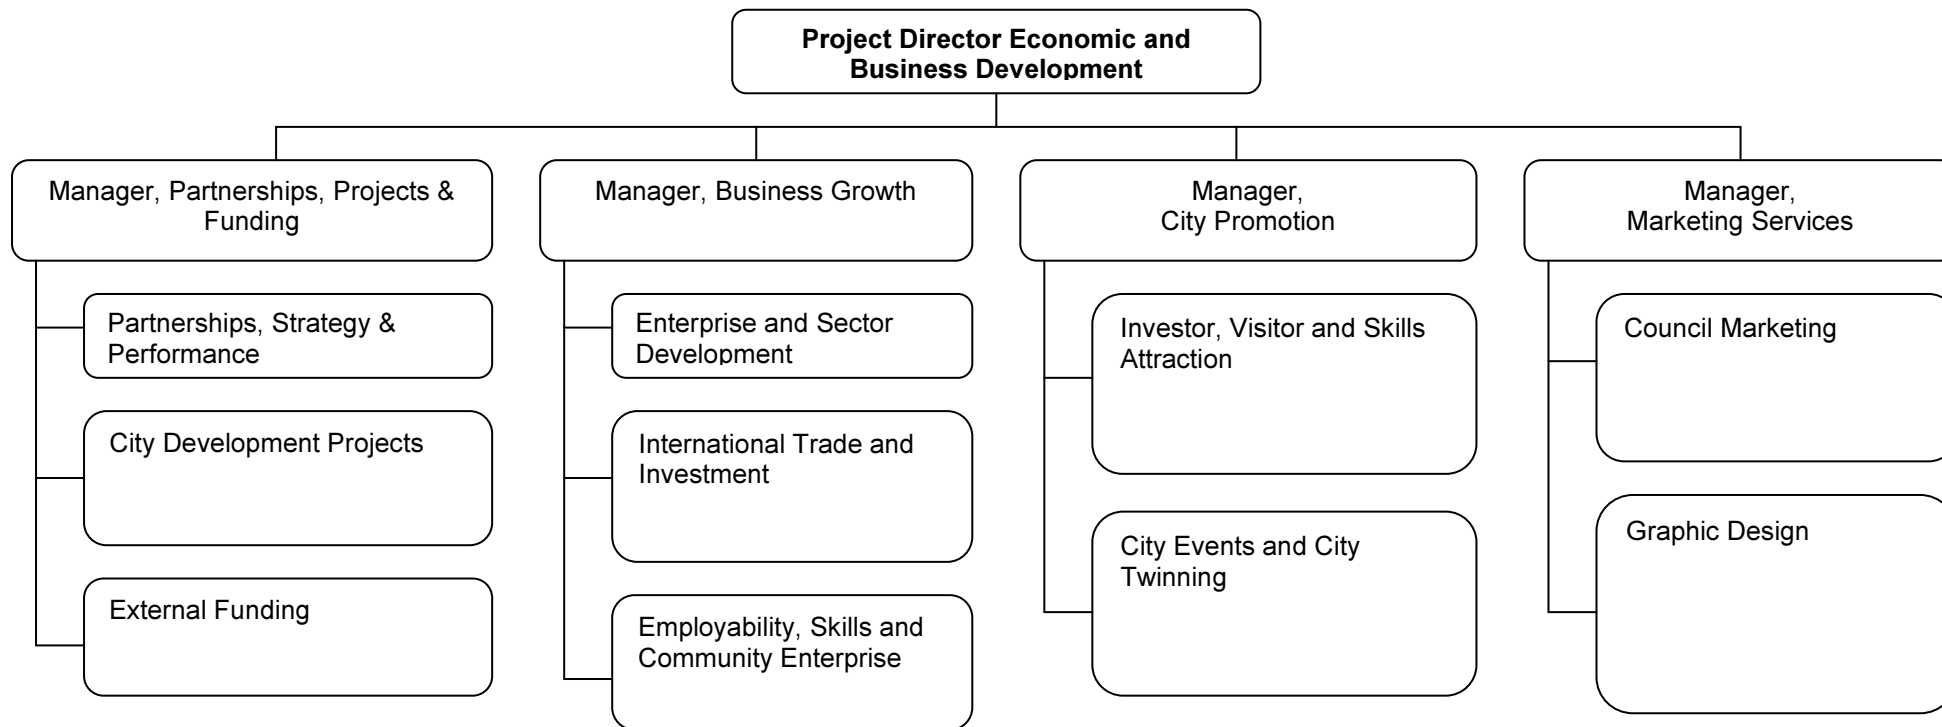 Project Director Economic and
Business Development
Manager, Partnerships, Projects &
Funding
Manager, Business Growth
Manager,
City Promotion
Manager,
Marketing Services
Partnerships, Strategy &
Performance
City Development Projects
External Funding
Enterprise and Sector
Development
International Trade and
Investment
Employability, Skills and
Community Enterprise
Investor, Visitor and Skills
Attraction
City Events and City
Twinning
Council Marketing
Graphic Design